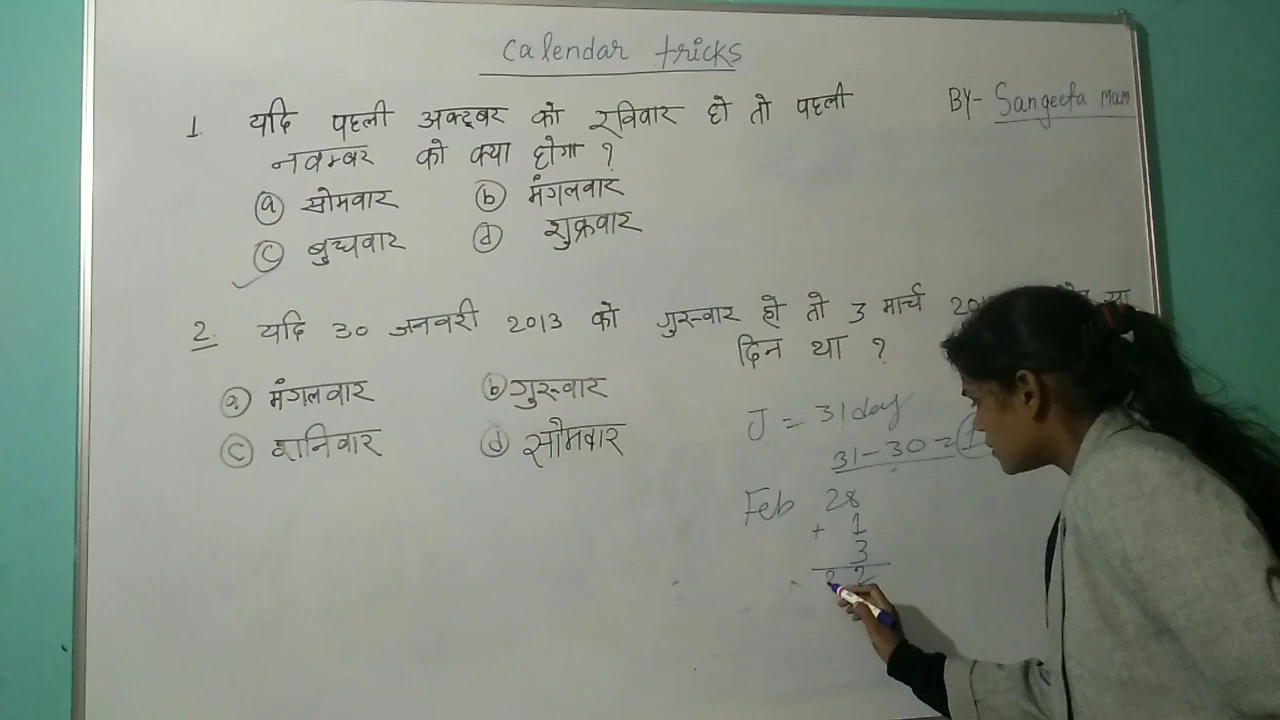 Calendar tricks
BY- Sangeeta mam
1. यदि पहली अक्टूबर को रविवार हो तो पहली
नवम्बर को क्या होगा ?
(a) सोमवार (b) मंगलवार
(c) बुधवार (d) शुक्रवार
2. यदि 30 जनवरी 2013 को गुरुवार हो तो 3 मार्च
दिन था ?
(a) मंगलवार (b) गुरुवार
(c) शनिवार (d) सोमवार
J = 31 day
31 - 30 = 1
Feb 28
+ 1
3